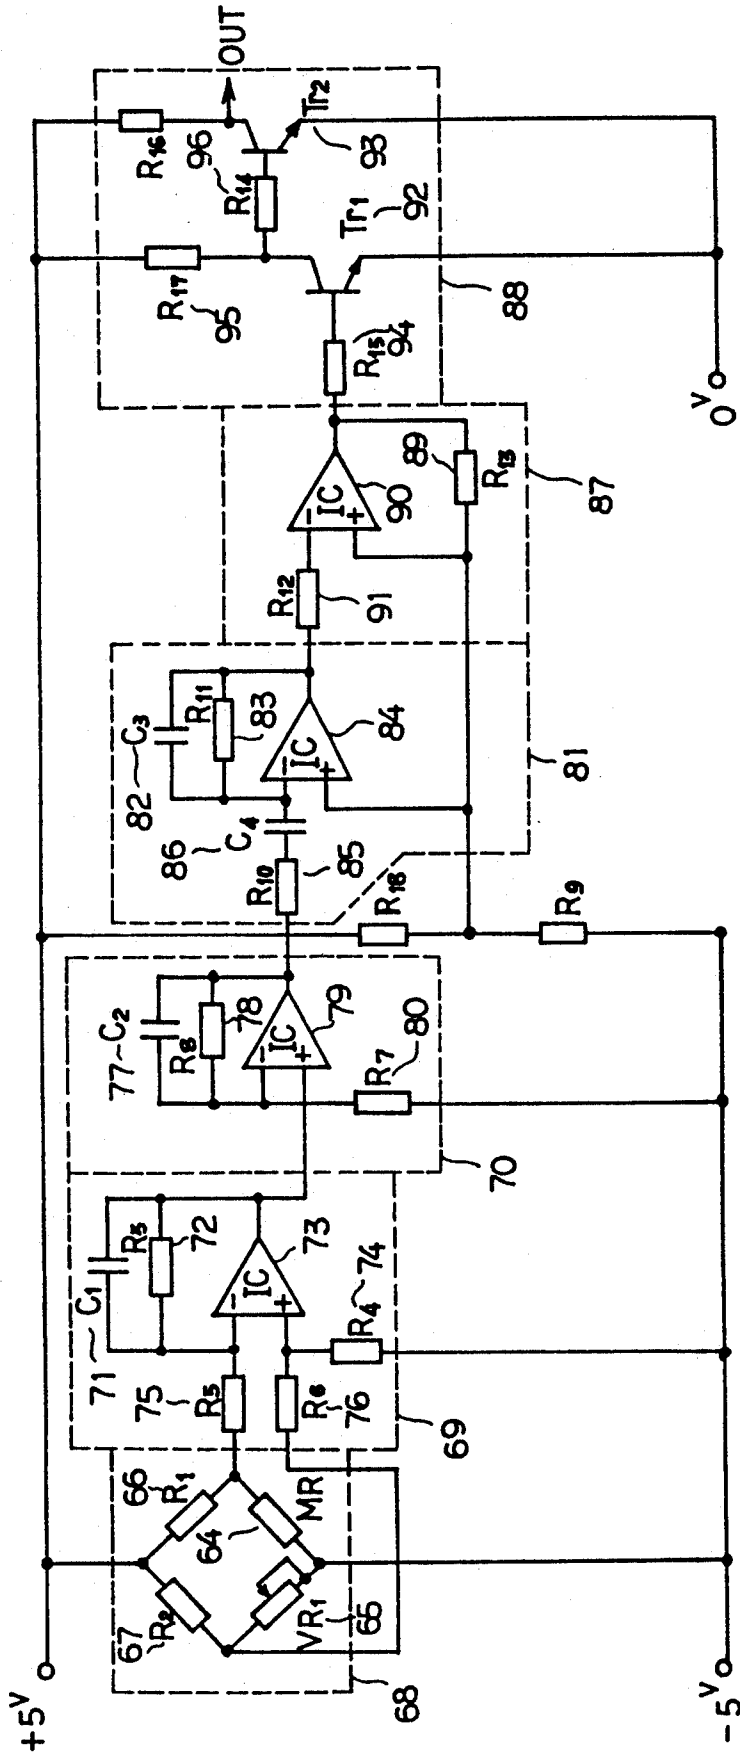 +5V
-5V
0V
OUT
67
R2
66
R1
64
MR
VR1
65
68
71
C1
R3
72
75
R5
IC
-
+
73
R6
76
R4
74
69
77
C2
R8
78
IC
-
+
79
R7
80
70
R18
R9
R10
85
86
C4
82
C3
R11
83
IC
-
+
84
81
R12
91
IC
-
+
90
89
R13
87
R15
94
R17
95
Tr1
92
R14
96
R16
Tr2
93
88